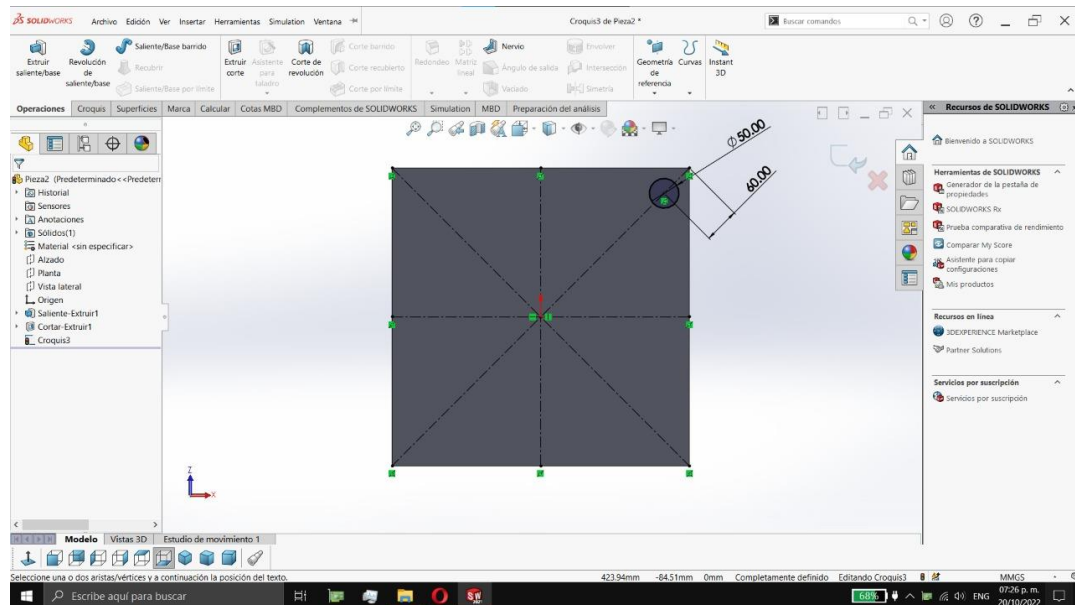 SOLIDWORKS Archivo Edición Ver Insertar Herramientas Simulation Ventana Croquis3 de Pieza2 * Buscar comandos
Extruir saliente/base
Revolución de saliente/base
Saliente/Base barrido
Recubrir
Saliente/Base por límite
Extruir corte
Asistente para taladro
Corte de revolución
Corte barrido
Corte recubierto
Corte por límite
Redondeo
Matriz lineal
Nervio
Ángulo de salida
Vaciado
Envolver
Intersección
Simetría
Geometría de referencia
Curvas
Instant 3D
Operaciones Croquis Superficies Marca Calcular Cotas MBD Complementos de SOLIDWORKS Simulation MBD Preparación del análisis
Pieza2 (Predeterminado<<Predeterr
Historial
Sensores
Anotaciones
Sólidos(1)
Material <sin especificar>
Alzado
Planta
Vista lateral
Origen
Saliente-Extruir1
Cortar-Extruir1
Croquis3
Ø50.00
60.00
Z
X
Recursos de SOLIDWORKS
Bienvenido a SOLIDWORKS
Herramientas de SOLIDWORKS
Generador de la pestaña de propiedades
SOLIDWORKS Rx
Prueba comparativa de rendimiento
Comparar My Score
Asistente para copiar configuraciones
Mis productos
Recursos en línea
3DEXPERIENCE Marketplace
Partner Solutions
Servicios por suscripción
Servicios por suscripción
Modelo Vistas 3D Estudio de movimiento 1
Seleccione una o dos aristas/vértices y a continuación la posición del texto. 423.94mm -84.51mm 0mm Completamente definido Editando Croquis3 MMGS
Escribe aquí para buscar 68% ENG 07:26 p. m.
20/10/2022